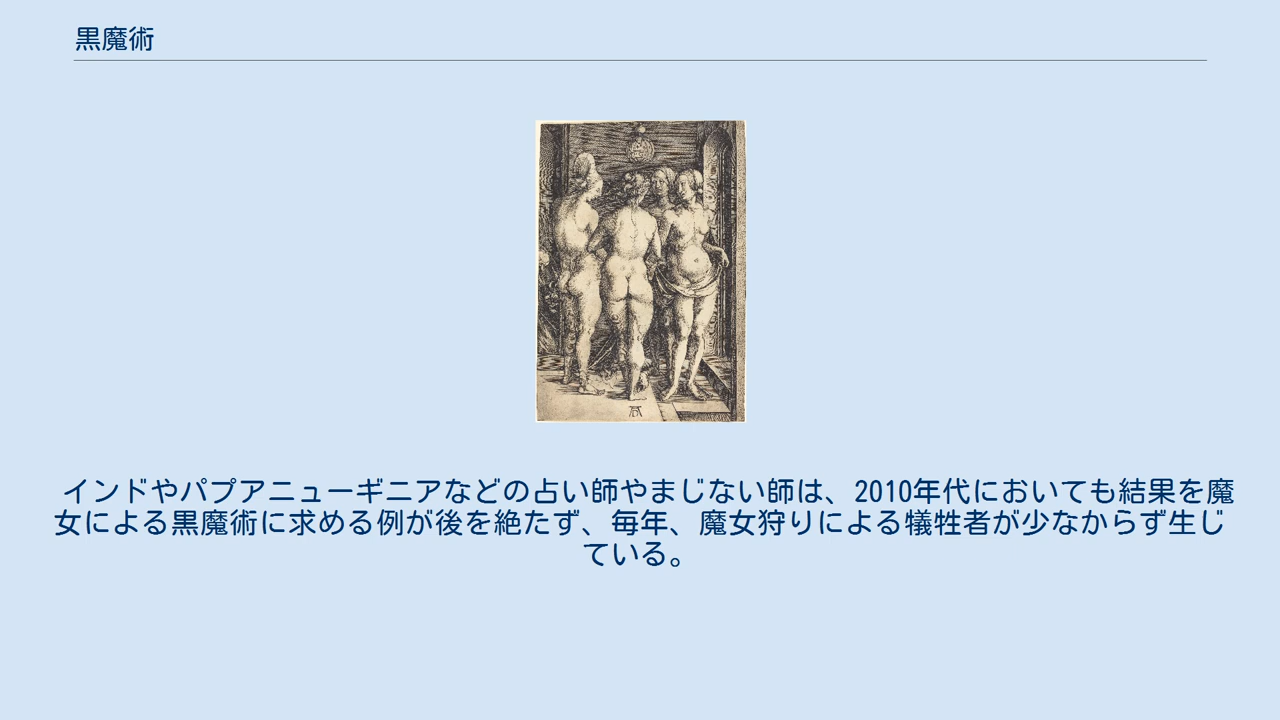 黒魔術
インドやパプアニューギニアなどの占い師やまじない師は、2010年代においても結果を魔
女による黒魔術に求める例が後を絶たず、毎年、魔女狩りによる犠牲者が少なからず生じ
ている。